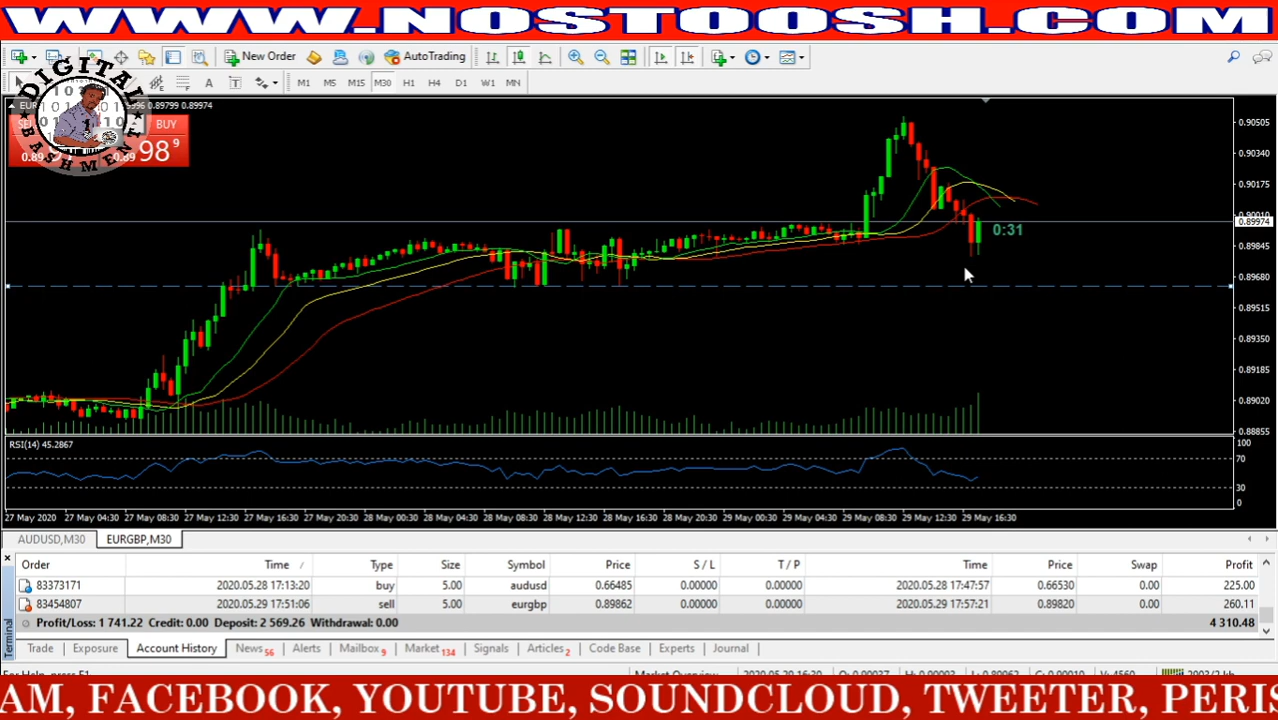 WWW.NOSTOOSH.COM
New Order AutoTrading
A T M1 M5 M15 M30 H1 H4 D1 W1 MN
DIGITAL BASHMENT
0.89799 0.89974
BUY
98 9
0.90505
0.90340
0.90175
0.90010
0.89974
0:31
0.89845
0.89680
0.89515
0.89350
0.89185
0.89020
0.88855
RSI(14) 45.2867
100
70
30
0
27 May 2020 27 May 04:30 27 May 08:30 27 May 12:30 27 May 16:30 27 May 20:30 28 May 00:30 28 May 04:30 28 May 08:30 28 May 12:30 28 May 16:30 28 May 20:30 29 May 00:30 29 May 04:30 29 May 08:30 29 May 12:30 29 May 16:30
AUDUSD,M30 EURGBP,M30
Order Time / Type Size Symbol Price S / L T / P Time Price Swap Profit
83373171 2020.05.28 17:13:20 buy 5.00 audusd 0.66485 0.00000 0.00000 2020.05.28 17:47:57 0.66530 0.00 225.00
83454807 2020.05.29 17:51:06 sell 5.00 eurgbp 0.89862 0.00000 0.00000 2020.05.29 17:57:21 0.89820 0.00 260.11
Profit/Loss: 1 741.22 Credit: 0.00 Deposit: 2 569.26 Withdrawal: 0.00 4 310.48
Terminal
Trade Exposure Account History News 56 Alerts Mailbox 9 Market 134 Signals Articles 2 Code Base Experts Journal
For Help, press F1
AM, FACEBOOK, YOUTUBE, SOUNDCLOUD, TWEETER, PERIS